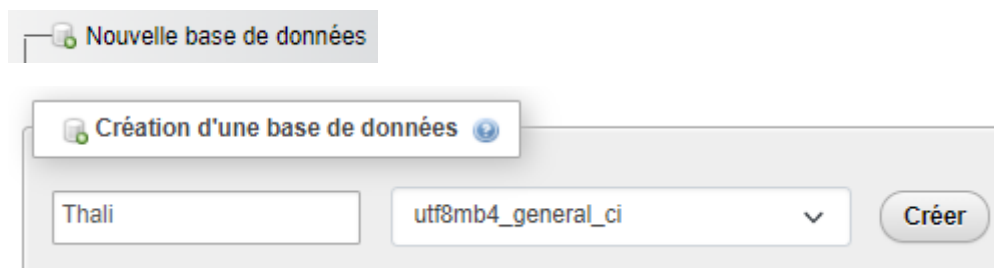 Nouvelle base de données
Création d'une base de données
Thali utf8mb4_general_ci Créer